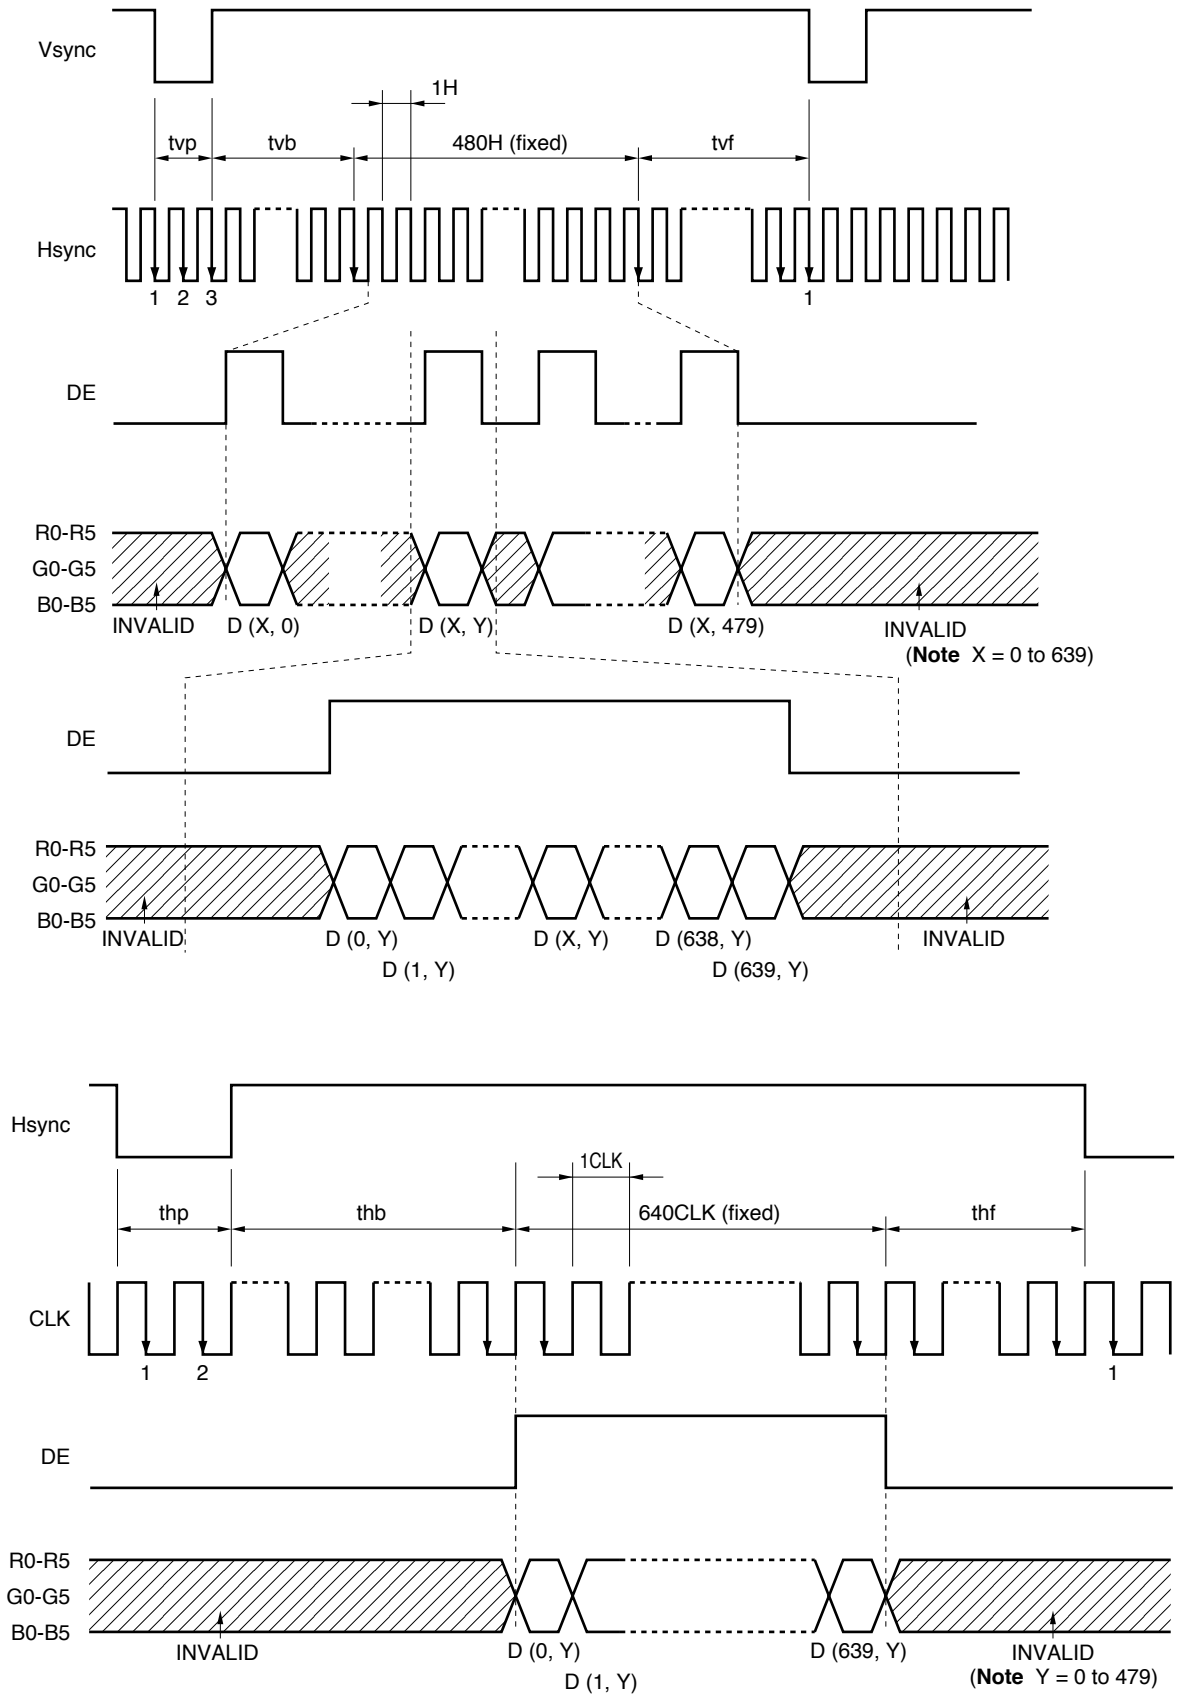 Vsync
1H
tvp
tvb
480H (fixed)
tvf
Hsync
1 2 3
1
DE
R0-R5
G0-G5
B0-B5
INVALID
D (X, 0)
D (X, Y)
D (X, 479)
INVALID
(Note X = 0 to 639)
DE
R0-R5
G0-G5
B0-B5
INVALID
D (0, Y)
D (X, Y)
D (638, Y)
INVALID
D (1, Y)
D (639, Y)
Hsync
1CLK
thp
thb
640CLK (fixed)
thf
CLK
1
2
1
DE
R0-R5
G0-G5
B0-B5
INVALID
D (0, Y)
D (639, Y)
INVALID
D (1, Y)
(Note Y = 0 to 479)